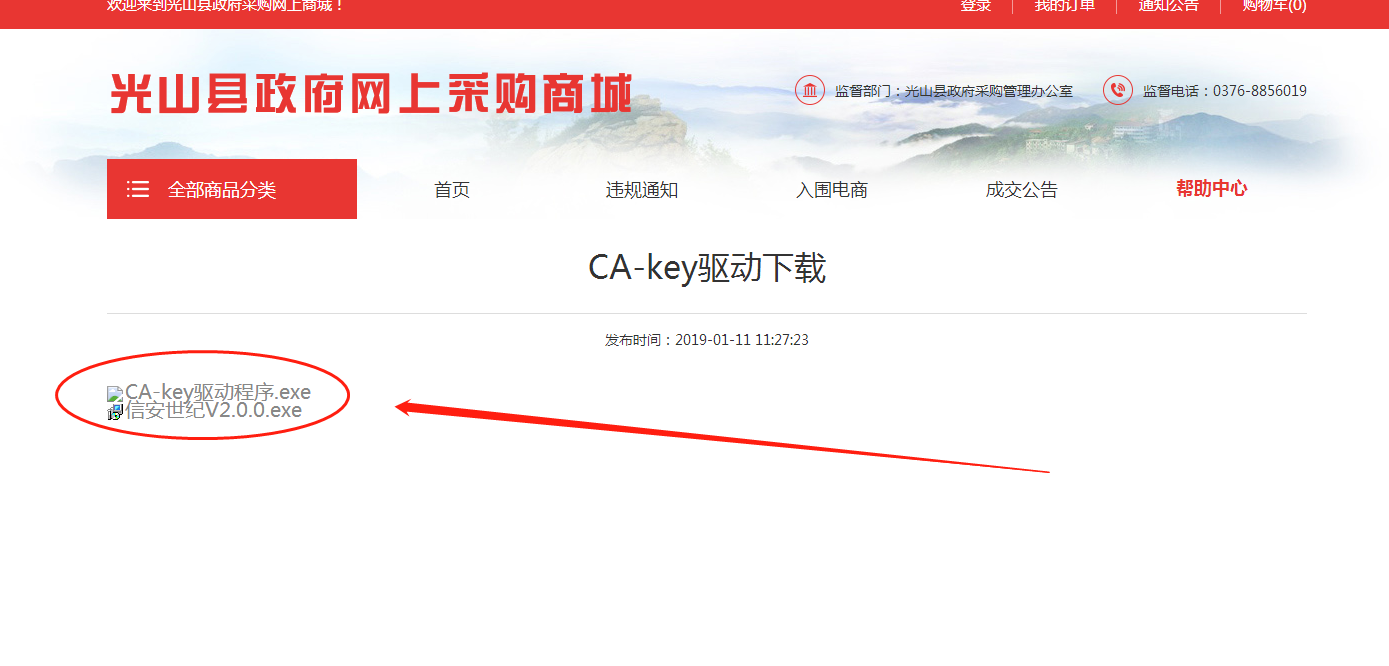 欢迎来到光山县政府采购网上商城！
登录 我的订单 通知公告 购物车(0)
光山县政府网上采购商城
监督部门：光山县政府采购管理办公室 监督电话：0376-8856019
全部商品分类 首页 违规通知 入围电商 成交公告 帮助中心
CA-key驱动下载
发布时间：2019-01-11 11:27:23
CA-key驱动程序.exe
信安世纪V2.0.0.exe